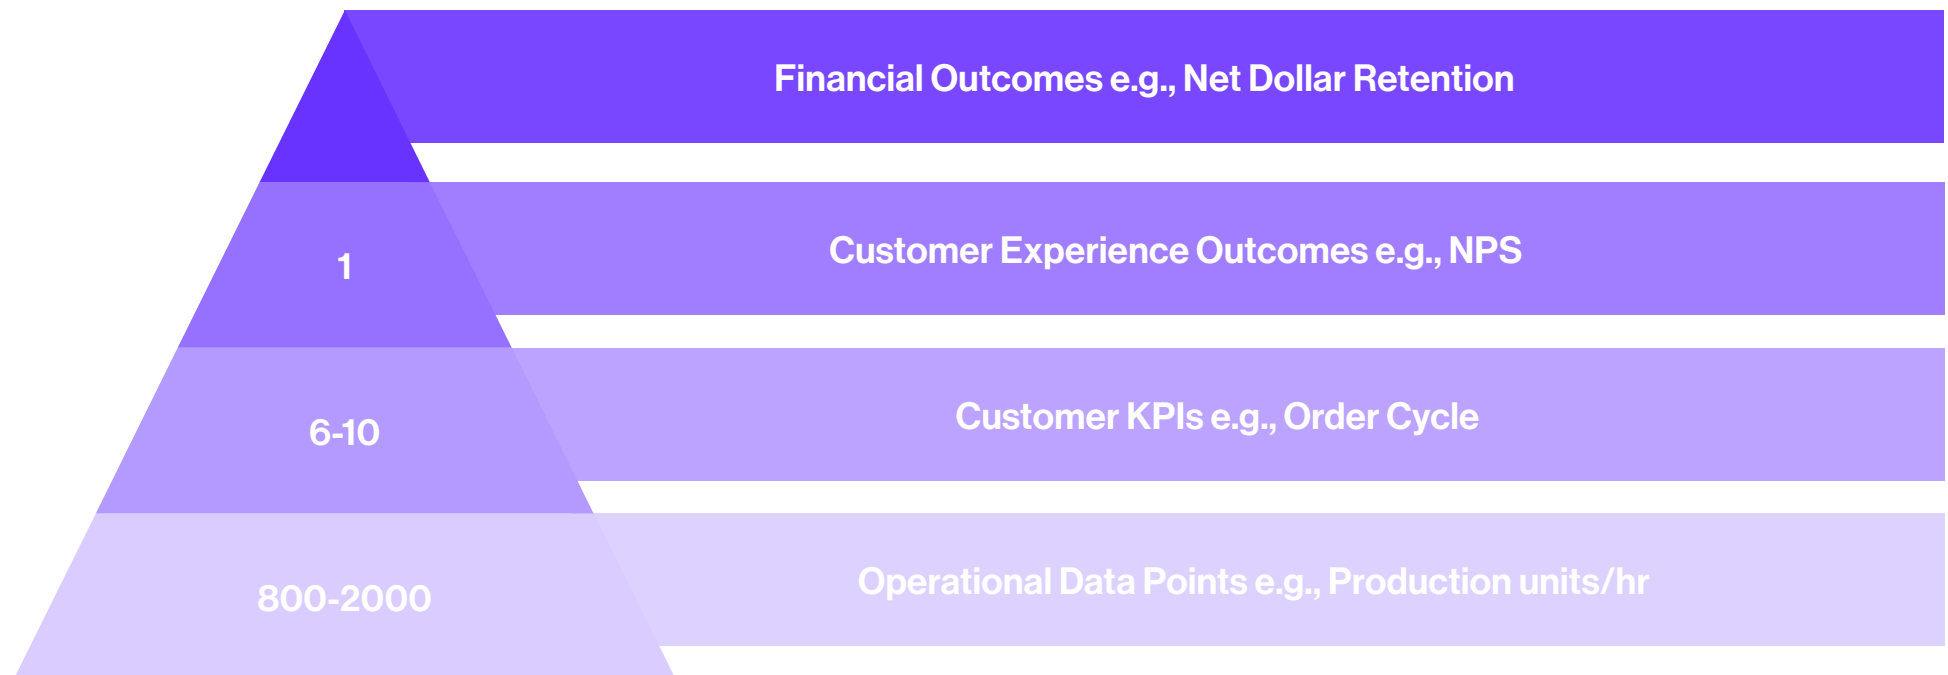 Financial Outcomes e.g., Net Dollar Retention
1
Customer Experience Outcomes e.g., NPS
6-10
Customer KPIs e.g., Order Cycle
800-2000
Operational Data Points e.g., Production units/hr